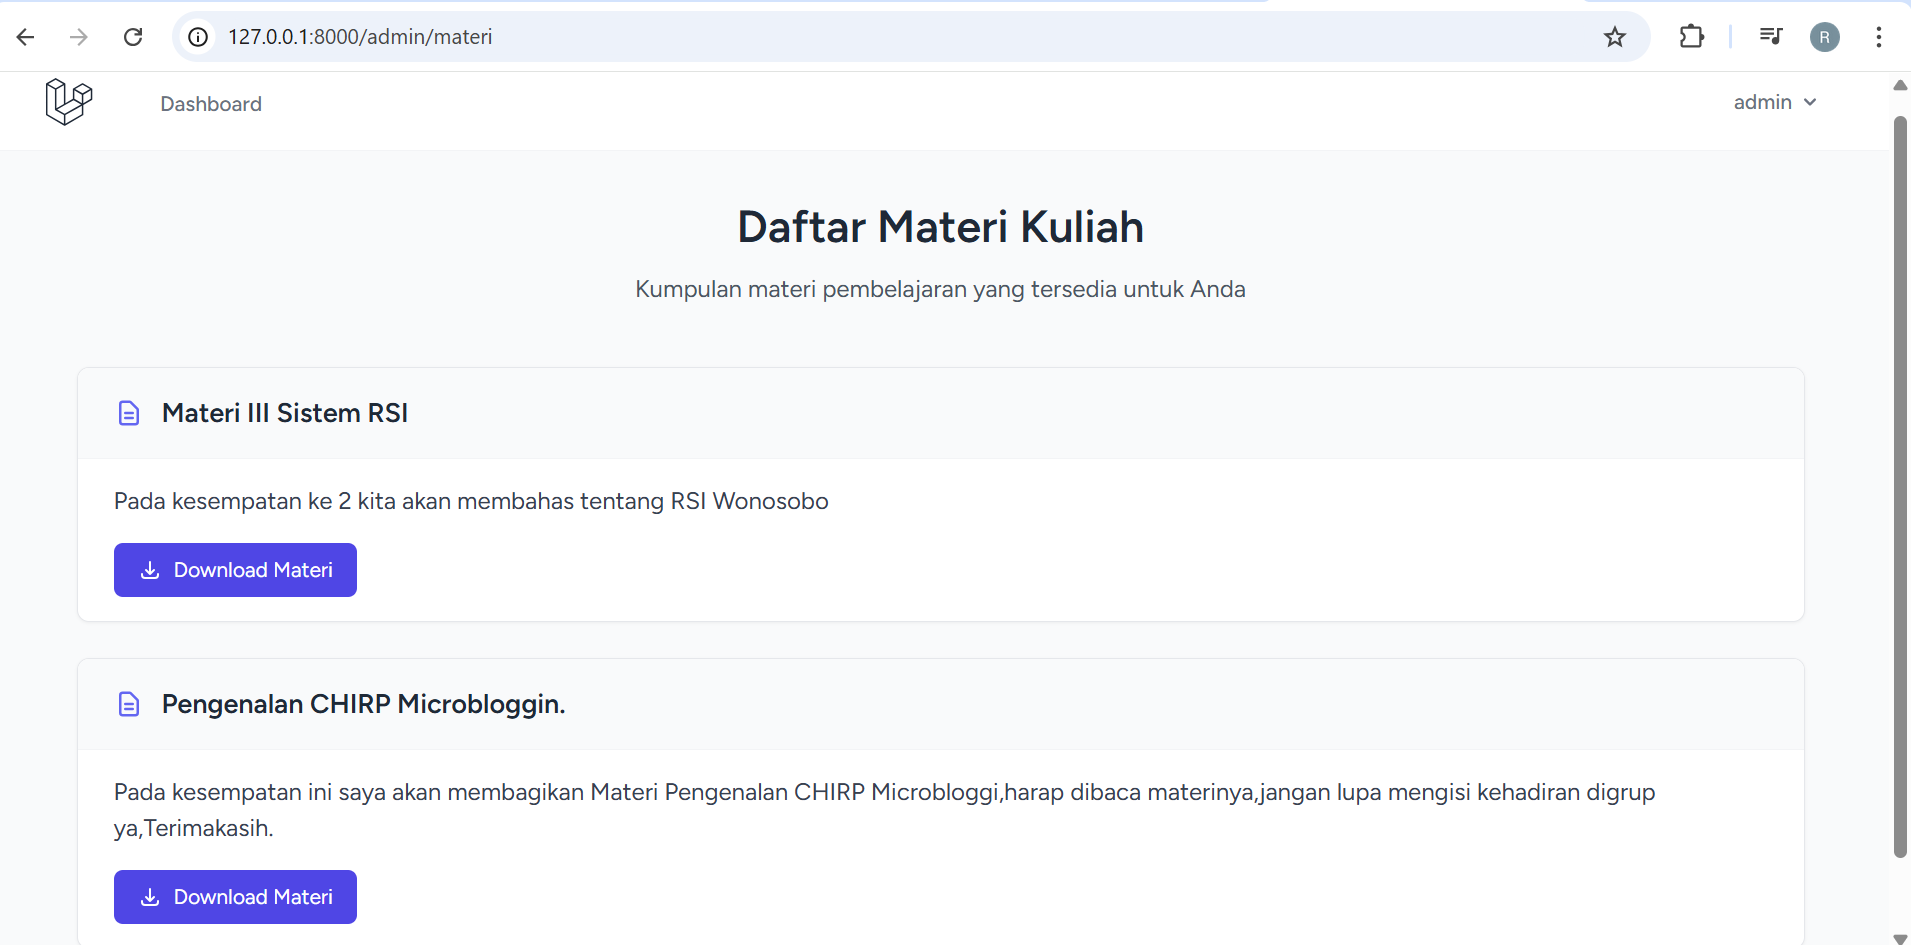 127.0.0.1:8000/admin/materi
R
Dashboard
admin
Daftar Materi Kuliah
Kumpulan materi pembelajaran yang tersedia untuk Anda
Materi III Sistem RSI
Pada kesempatan ke 2 kita akan membahas tentang RSI Wonosobo
Download Materi
Pengenalan CHIRP Microbloggin.
Pada kesempatan ini saya akan membagikan Materi Pengenalan CHIRP Microbloggi,harap dibaca materinya,jangan lupa mengisi kehadiran digrup
ya,Terimakasih.
Download Materi